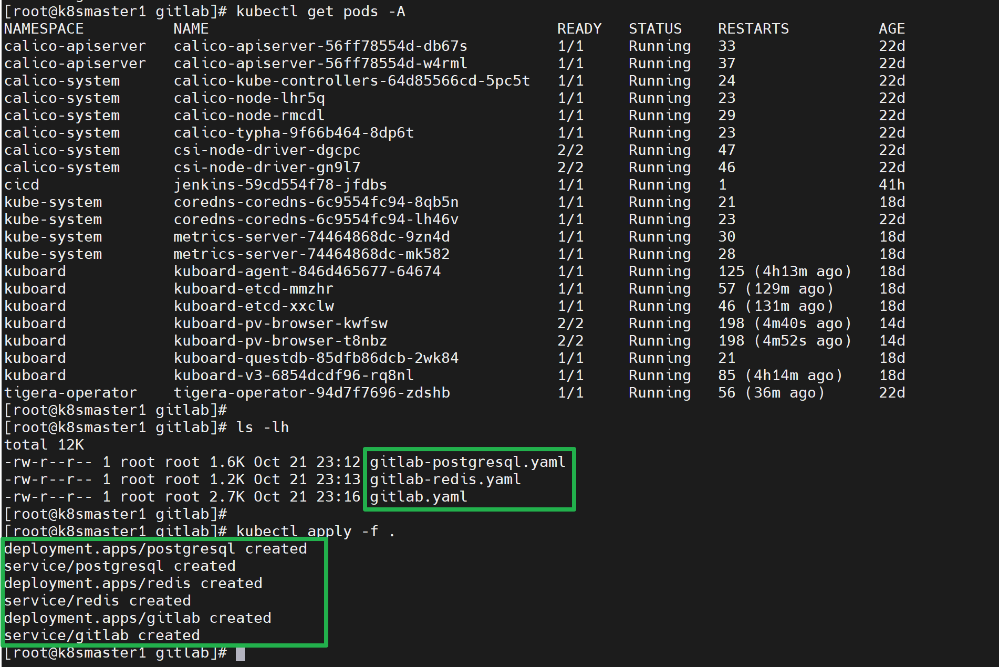 [root@k8smaster1 gitlab]# kubectl get pods -A
NAMESPACE NAME READY STATUS RESTARTS AGE
calico-apiserver calico-apiserver-56ff78554d-db67s 1/1 Running 33 22d
calico-apiserver calico-apiserver-56ff78554d-w4rml 1/1 Running 37 22d
calico-system calico-kube-controllers-64d85566cd-5pc5t 1/1 Running 24 22d
calico-system calico-node-lhr5q 1/1 Running 23 22d
calico-system calico-node-rmcdl 1/1 Running 29 22d
calico-system calico-typha-9f66b464-8dp6t 1/1 Running 23 22d
calico-system csi-node-driver-dgcpc 2/2 Running 47 22d
calico-system csi-node-driver-gn9l7 2/2 Running 46 22d
cicd jenkins-59cd554f78-jfdbs 1/1 Running 1 41h
kube-system coredns-coredns-6c9554fc94-8qb5n 1/1 Running 21 18d
kube-system coredns-coredns-6c9554fc94-lh46v 1/1 Running 23 22d
kube-system metrics-server-74464868dc-9zn4d 1/1 Running 30 18d
kube-system metrics-server-74464868dc-mk582 1/1 Running 28 18d
kuboard kuboard-agent-846d465677-64674 1/1 Running 125 (4h13m ago) 18d
kuboard kuboard-etcd-mmzhr 1/1 Running 57 (129m ago) 18d
kuboard kuboard-etcd-xxclw 1/1 Running 46 (131m ago) 18d
kuboard kuboard-pv-browser-kwfsw 2/2 Running 198 (4m40s ago) 14d
kuboard kuboard-pv-browser-t8nbz 2/2 Running 198 (4m52s ago) 14d
kuboard kuboard-questdb-85dfb86dcb-2wk84 1/1 Running 21 18d
kuboard kuboard-v3-6854dcdf96-rq8nl 1/1 Running 85 (4h14m ago) 18d
tigera-operator tigera-operator-94d7f7696-zdshb 1/1 Running 56 (36m ago) 22d
[root@k8smaster1 gitlab]#
[root@k8smaster1 gitlab]# ls -lh
total 12K
-rw-r--r-- 1 root root 1.6K Oct 21 23:12 gitlab-postgresql.yaml
-rw-r--r-- 1 root root 1.2K Oct 21 23:13 gitlab-redis.yaml
-rw-r--r-- 1 root root 2.7K Oct 21 23:16 gitlab.yaml
[root@k8smaster1 gitlab]#
[root@k8smaster1 gitlab]# kubectl apply -f .
deployment.apps/postgresql created
service/postgresql created
deployment.apps/redis created
service/redis created
deployment.apps/gitlab created
service/gitlab created
[root@k8smaster1 gitlab]#